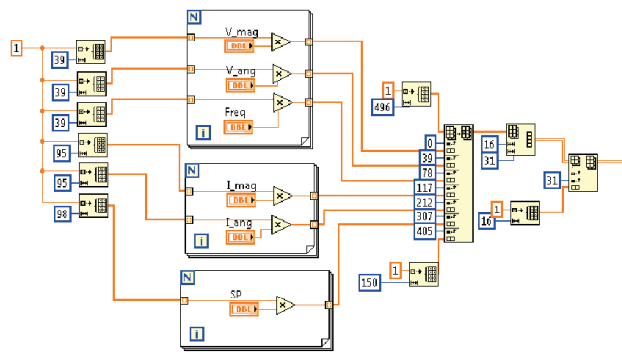 N
V_mag
DBL
V_ang
DBL
Freq
DBL
i
1
39
39
39
95
95
98
N
I_mag
DBL
I_ang
DBL
i
N
SP
DBL
i
1
496
0
39
78
117
212
307
405
1
150
16
31
1
16
31